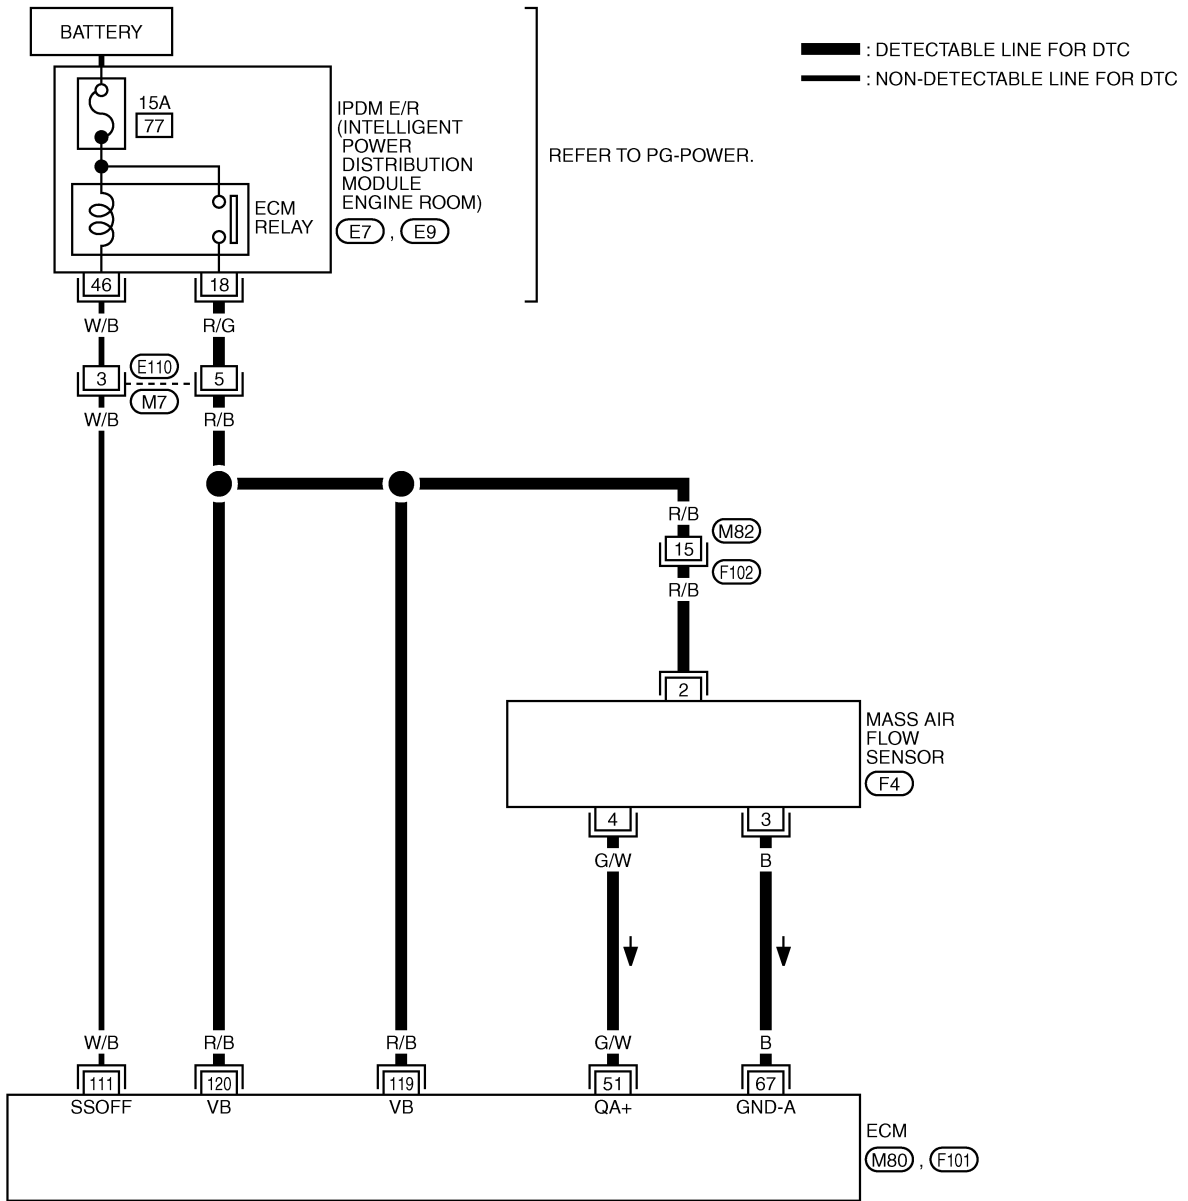 BATTERY
: DETECTABLE LINE FOR DTC
: NON-DETECTABLE LINE FOR DTC
15A
77
IPDM E/R
(INTELLIGENT
POWER
DISTRIBUTION
MODULE
ENGINE ROOM)
E7 , E9
REFER TO PG-POWER.
ECM
RELAY
46
18
W/B
R/G
3
E110
M7
5
W/B
R/B
R/B
15
M82
F102
R/B
2
MASS AIR
FLOW
SENSOR
F4
4
3
G/W
B
W/B
R/B
R/B
G/W
B
111
120
119
51
67
SSOFF
VB
VB
QA+
GND-A
ECM
M80 , F101